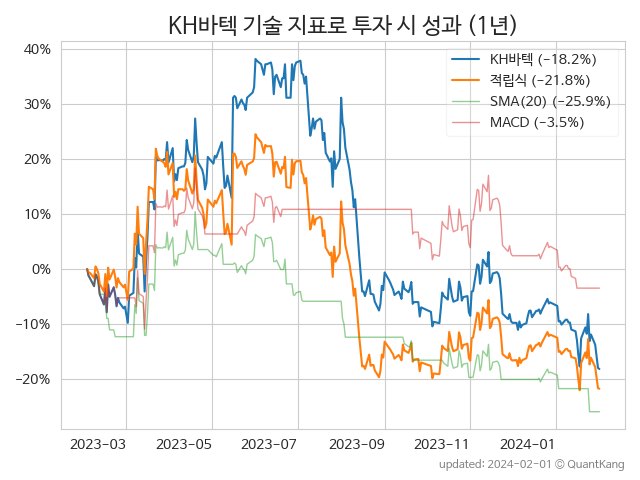 KH바텍 기술 지표로 투자 시 성과 (1년)
40%
30%
20%
10%
0%
−10%
−20%
KH바텍 (−18.2%)
적립식 (−21.8%)
SMA(20) (−25.9%)
MACD (−3.5%)
2023-03
2023-05
2023-07
2023-09
2023-11
2024-01
updated: 2024-02-01 © QuantKang